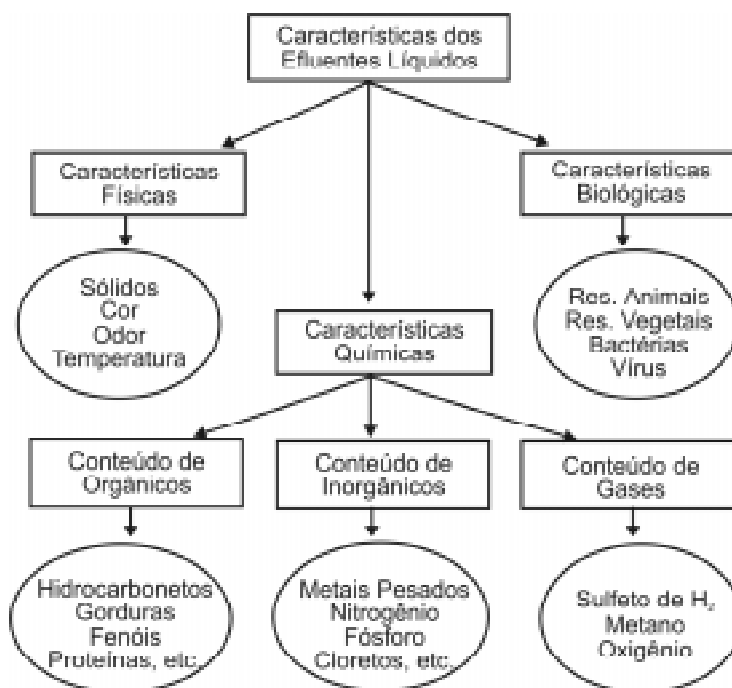 Características dos
Efluentes Líquidos
Características
Físicas
Características
Biológicas
Sólidos
Cor
Odor
Temperatura
Res. Animais
Res. Vegetais
Bactérias
Vírus
Características
Químicas
Conteúdo de
Orgânicos
Conteúdo de
Inorgânicos
Conteúdo de
Gases
Hidrocarbonetos
Gorduras
Fenóis
Proteínas, etc.
Metais Pesados
Nitrogênio
Fósforo
Cloretos, etc.
Sulfeto de H₂
Metano
Oxigênio